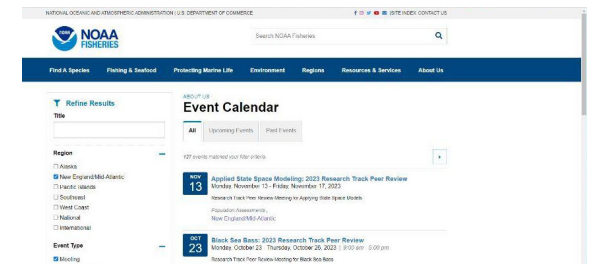 NATIONAL OCEANIC AND ATMOSPHERIC ADMINISTRATION | U.S. DEPARTMENT OF COMMERCE
SITE INDEX CONTACT US
NOAA
FISHERIES
Search NOAA Fisheries
Find A Species Fishing & Seafood Protecting Marine Life Environment Regions Resources & Services About Us
Refine Results
Title
Region
Alaska
New England/Mid-Atlantic
Pacific Islands
Southeast
West Coast
National
International
Event Type
Meeting
ABOUT US
Event Calendar
All Upcoming Events Past Events
137 events matched your filter criteria.
NOV
13
Applied State Space Modeling: 2023 Research Track Peer Review
Monday, November 13 - Friday, November 17, 2023
Research Track Peer Review Meeting for Applying State Space Models
Population Assessments,
New England/Mid-Atlantic
OCT
23
Black Sea Bass: 2023 Research Track Peer Review
Monday, October 23 - Thursday, October 26, 2023 | 9:00 am - 5:00 pm
Research Track Peer Review Meeting for Black Sea Bass